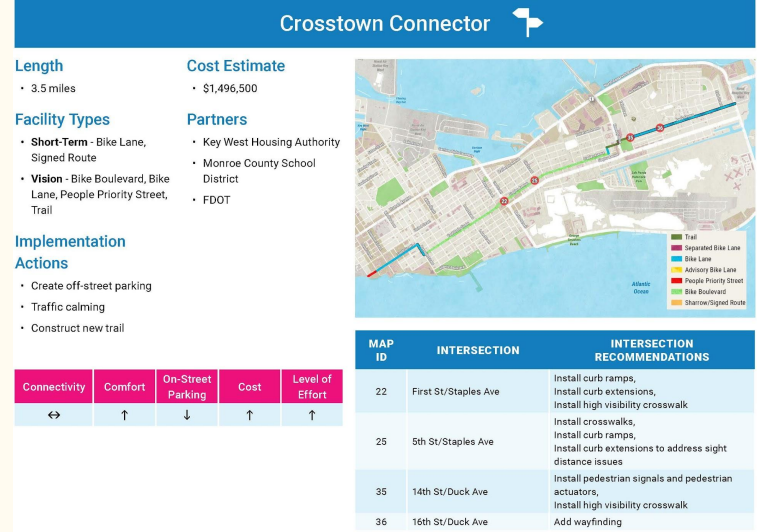 Crosstown Connector
Length
• 3.5 miles
Facility Types
• Short-Term - Bike Lane,
Signed Route
• Vision - Bike Boulevard, Bike
Lane, People Priority Street,
Trail
Implementation
Actions
• Create off-street parking
• Traffic calming
• Construct new trail
Cost Estimate
• $1,496,500
Partners
• Key West Housing Authority
• Monroe County School
District
• FDOT
Connectivity Comfort On-Street Parking Cost Level of Effort
↔ ↑ ↓ ↑ ↑
22
25
35
36
Atlantic
Ocean
Trail
Separated Bike Lane
Bike Lane
Advisory Bike Lane
People Priority Street
Bike Boulevard
Sharrow/Signed Route
MAP ID INTERSECTION INTERSECTION RECOMMENDATIONS
22 First St/Staples Ave Install curb ramps,
Install curb extensions,
Install high visibility crosswalk
25 5th St/Staples Ave Install crosswalks,
Install curb ramps,
Install curb extensions to address sight
distance issues
35 14th St/Duck Ave Install pedestrian signals and pedestrian
actuators,
Install high visibility crosswalk
36 16th St/Duck Ave Add wayfinding